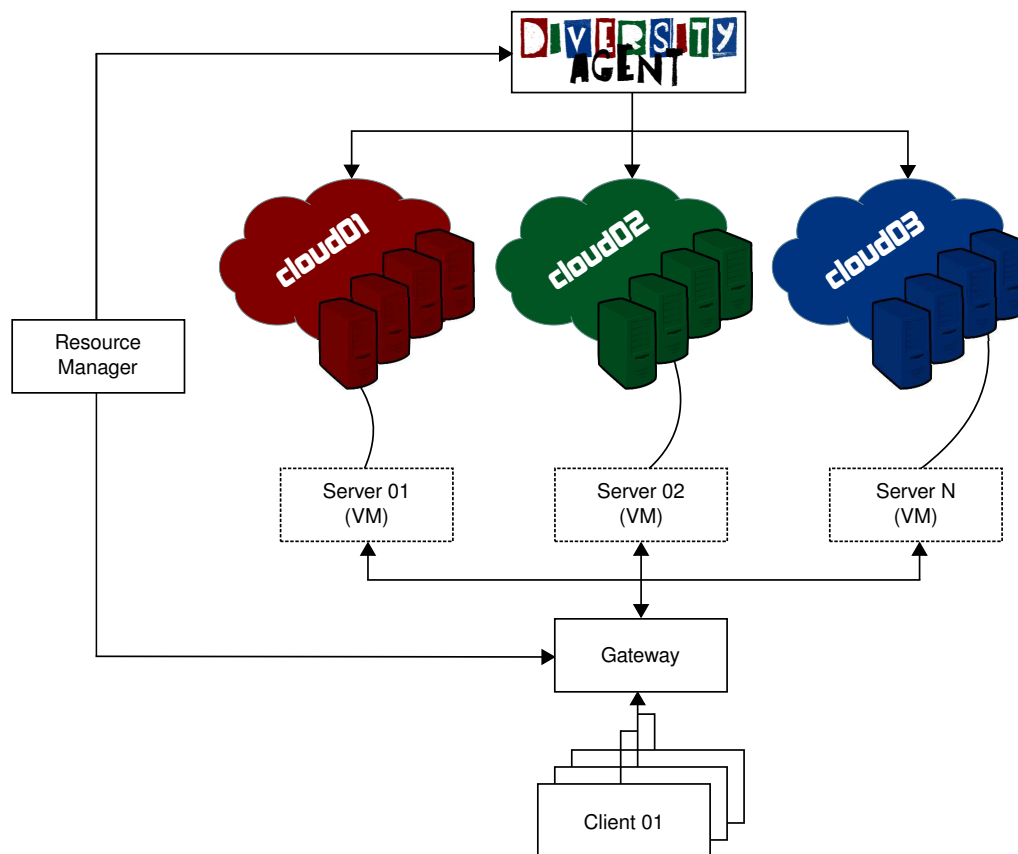 DIVERSITY
AGENT
cloud01
cloud02
cloud03
Resource
Manager
Server 01
(VM)
Server 02
(VM)
Server N
(VM)
Gateway
Client 01